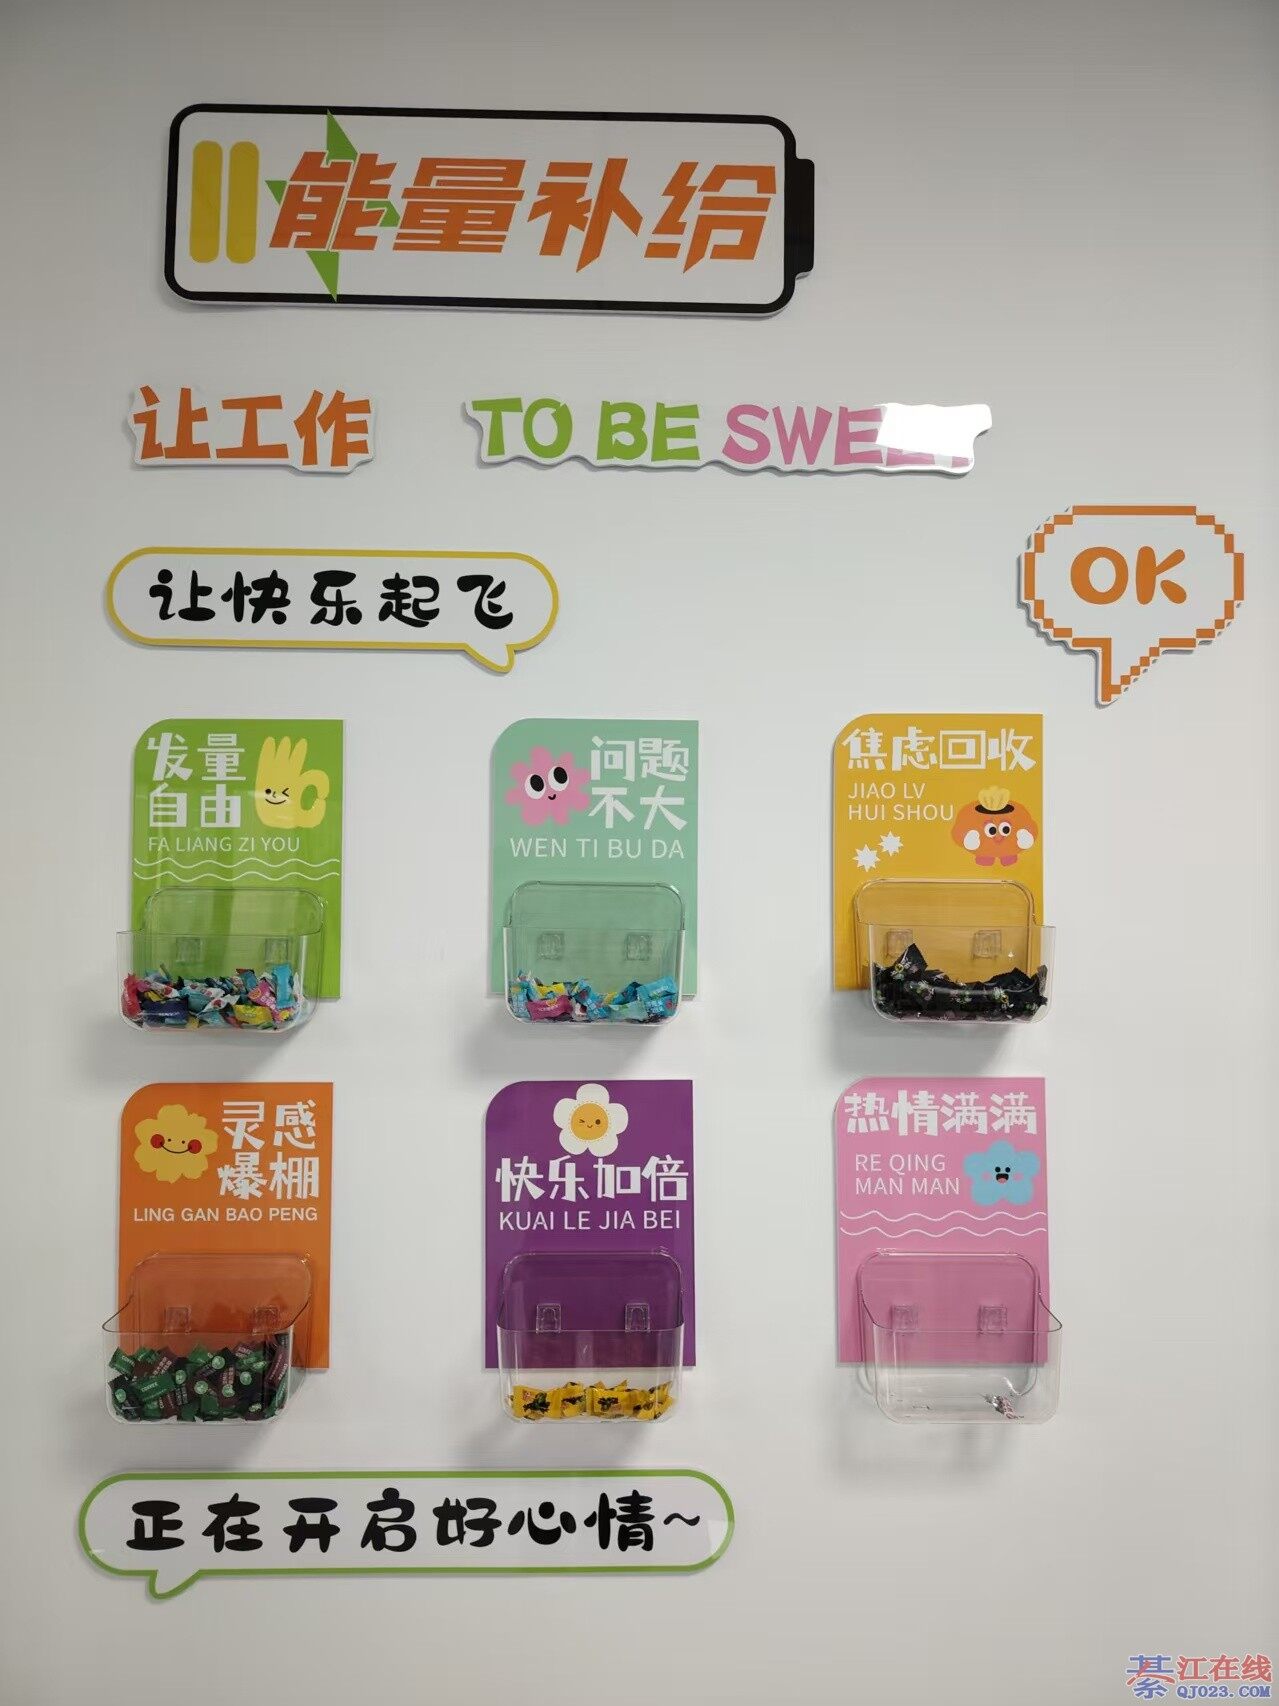 能量补给
让工作 TO BE
让快乐起飞
OK
发量
自由
FA LIANG ZI YOU
问题
不大
WEN TI BU DA
焦虑回收
JIAO LV
HUI SHOU
灵感
爆棚
LING GAN BAO PENG
快乐加倍
KUAI LE JIA BEI
热情满满
RE QING
MAN MAN
正在开启好心情~
綦江在线
QJ023.COM